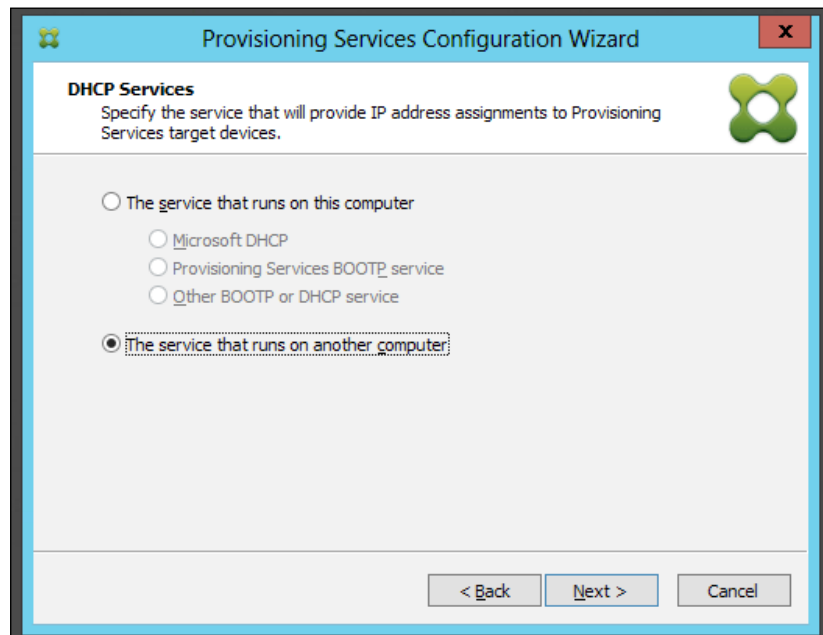 Provisioning Services Configuration Wizard
x
DHCP Services
Specify the service that will provide IP address assignments to Provisioning
Services target devices.
The service that runs on this computer
Microsoft DHCP
Provisioning Services BOOTP service
Other BOOTP or DHCP service
The service that runs on another computer
< Back Next > Cancel